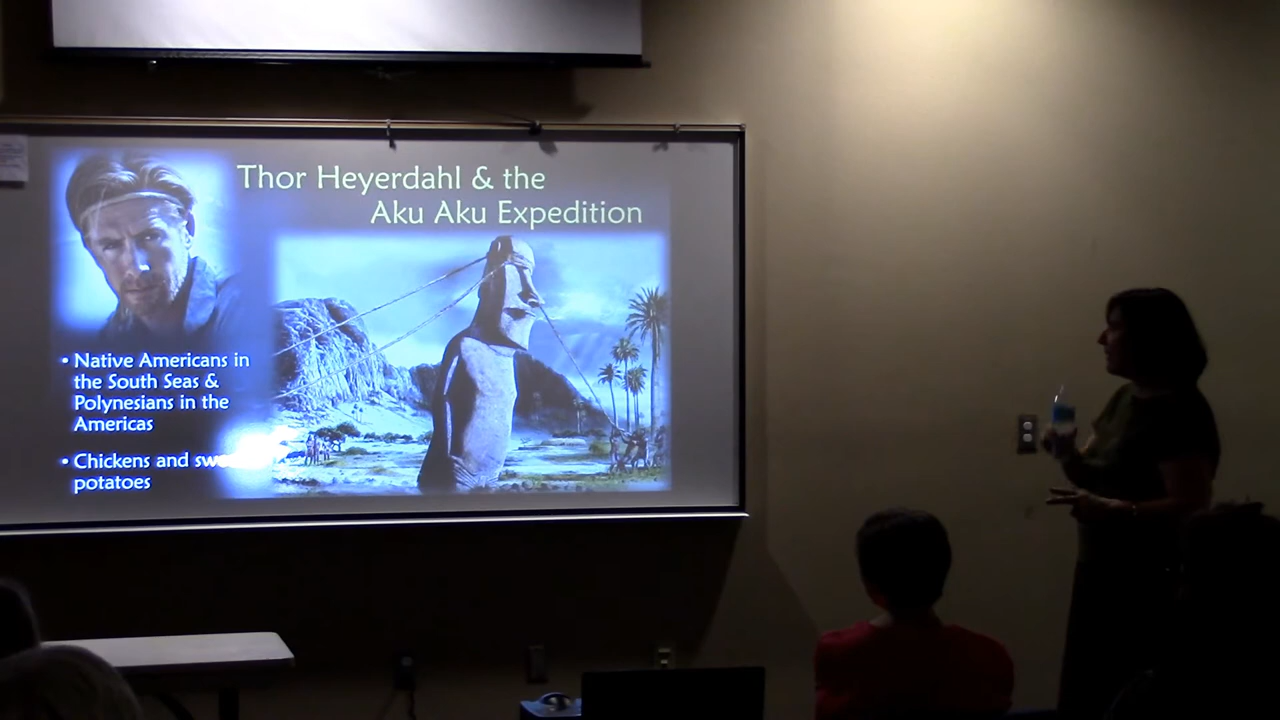 Thor Heyerdahl & the
Aku Aku Expedition
• Native Americans in
the South Seas &
Polynesians in the
Americas
• Chickens and
potatoes